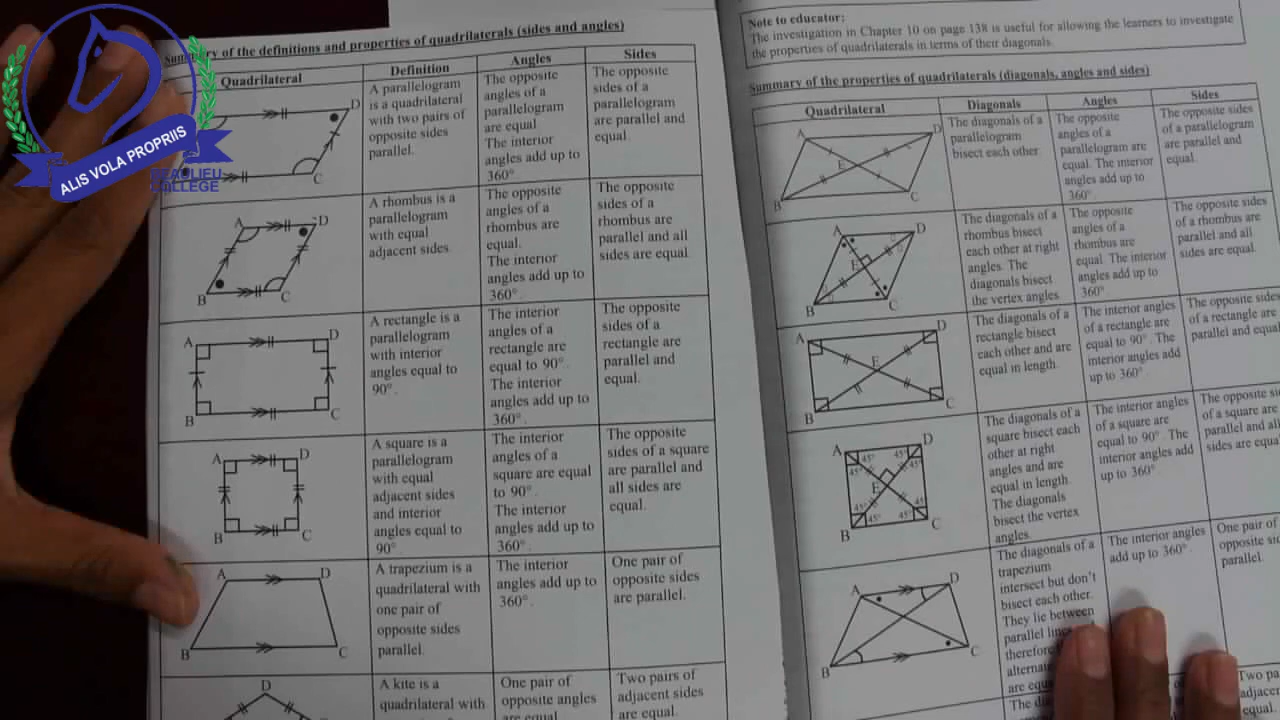 ALIS VOLA PROPRIIS
BEAULIEU
COLLEGE
Summary of the definitions and properties of quadrilaterals (sides and angles)
Quadrilateral
Definition
Angles
Sides
D
C
A parallelogram
is a quadrilateral
with two pairs of
opposite sides
parallel.
The opposite
angles of a
parallelogram
are equal.
The interior
angles add up to
360°
The opposite
sides of a
parallelogram
are parallel and
equal.
A
D
B
C
A rhombus is a
parallelogram
with equal
adjacent sides.
The opposite
angles of a
rhombus are
equal.
The interior
angles add up to
360°.
The opposite
sides of a
rhombus are
parallel and all
sides are equal.
A
D
B
C
A rectangle is a
parallelogram
with interior
angles equal to
90°.
The interior
angles of a
rectangle are
equal to 90°.
The interior
angles add up to
360°.
The opposite
sides of a
rectangle are
parallel and
equal.
A
D
B
C
A square is a
parallelogram
with equal
adjacent sides
and interior
angles equal to
90°
The interior
angles of a
square are equal
to 90°.
The interior
angles add up to
360°.
The opposite
sides of a square
are parallel and
all sides are
equal.
A
D
B
C
A trapezium is a
quadrilateral with
one pair of
opposite sides
parallel.
The interior
angles add up to
360°.
One pair of
opposite sides
are parallel.
D
A kite is a
quadrilateral with
One pair of
opposite angles
are equal
Two pairs of
adjacent sides
are equal.
Note to educator:
The investigation in Chapter 10 on page 138 is useful for allowing the learners to investigate
the properties of quadrilaterals in terms of their diagonals.
Summary of the properties of quadrilaterals (diagonals, angles and sides)
Quadrilateral
Diagonals
Angles
Sides
A
D
E
B
C
The diagonals of a
parallelogram
bisect each other.
The opposite
angles of a
parallelogram are
equal. The interior
angles add up to
360°.
The opposite sides
of a parallelogram
are parallel and
equal.
A
D
E
B
C
The diagonals of a
rhombus bisect
each other at right
angles. The
diagonals bisect
the vertex angles.
The opposite
angles of a
rhombus are
equal. The interior
angles add up to
360°.
The opposite sides
of a rhombus are
parallel and all
sides are equal.
A
D
E
B
C
The diagonals of a
rectangle bisect
each other and are
equal in length.
The interior angles
of a rectangle are
equal to 90°. The
interior angles add
up to 360°.
The opposite sides
of a rectangle are
parallel and equal.
A
D
45° 45°
45° 45°
E
45° 45
45° 45°
B
C
The diagonals of a
square bisect each
other at right
angles and are
equal in length.
The diagonals
bisect the vertex
angles.
The interior angles
of a square are
equal to 90°. The
interior angles add
up to 360°.
The opposite sides
of a square are
parallel and all
sides are equal
A
D
B
C
The diagonals of a
trapezium
intersect but don't
bisect each other.
They lie between
parallel lines
therefore
alternate
are equal
The interior angles
add up to 360°.
One pair of
opposite sides
parallel.
Two pairs
adjacent
equal.